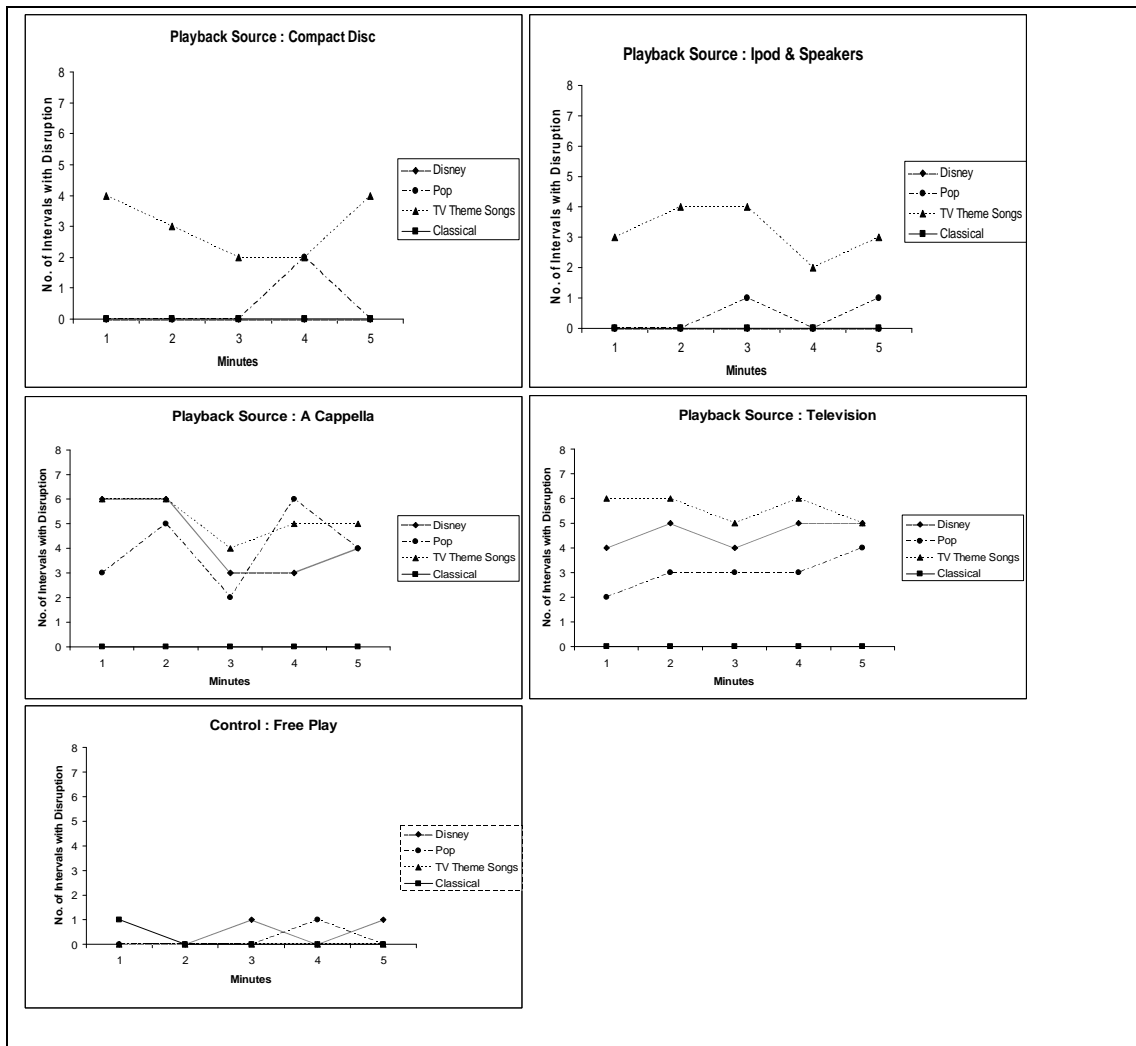 Playback Source : Compact Disc
No. of Intervals with Disruption
8
7
6
5
4
3
2
1
0
1 2 3 4 5
Minutes
Disney
Pop
TV Theme Songs
Classical
Playback Source : Ipod & Speakers
No. of Intervals with Disruption
8
7
6
5
4
3
2
1
0
1 2 3 4 5
Minutes
Disney
Pop
TV Theme Songs
Classical
Playback Source : A Cappella
No. of Intervals with Disruption
8
7
6
5
4
3
2
1
0
1 2 3 4 5
Minutes
Disney
Pop
TV Theme Songs
Classical
Playback Source : Television
No. of Intervals with Disruption
8
7
6
5
4
3
2
1
0
1 2 3 4 5
Minutes
Disney
Pop
TV Theme Songs
Classical
Control : Free Play
No. of Intervals with Disruption
8
7
6
5
4
3
2
1
0
1 2 3 4 5
Minutes
Disney
Pop
TV Theme Songs
Classical